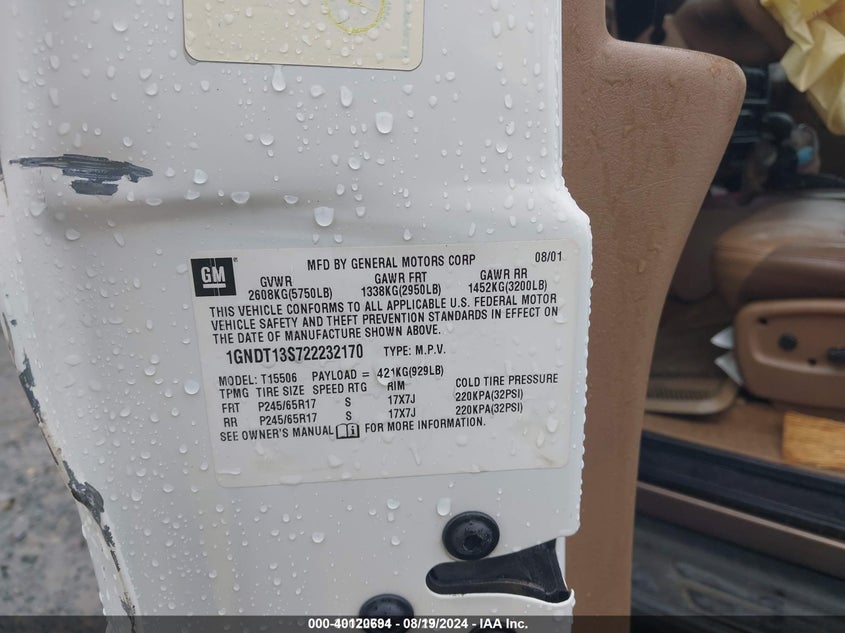 MFD BY GENERAL MOTORS CORP 08/01
GM
GVWR GAWR FRT GAWR RR
2608KG(5750LB) 1338KG(2950LB) 1452KG(3200LB)
THIS VEHICLE CONFORMS TO ALL APPLICABLE U.S. FEDERAL MOTOR
VEHICLE SAFETY AND THEFT PREVENTION STANDARDS IN EFFECT ON
THE DATE OF MANUFACTURE SHOWN ABOVE.
1GNDT13S722232170 TYPE: M.P.V.
MODEL: T15506 PAYLOAD = 421KG(929LB)
TPMG TIRE SIZE SPEED RTG RIM COLD TIRE PRESSURE
FRT P245/65R17 S 17X7J 220KPA(32PSI)
RR P245/65R17 S 17X7J 220KPA(32PSI)
SEE OWNER'S MANUAL FOR MORE INFORMATION.
000-40120694 - 08/19/2024 - IAA Inc.